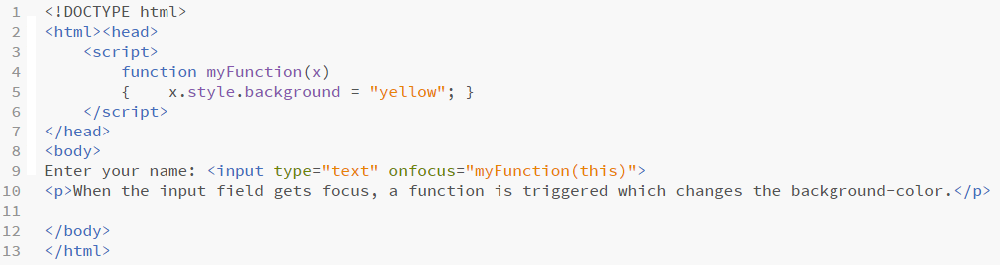 1 <!DOCTYPE html>
2 <html><head>
3     <script>
4         function myFunction(x)
5         {    x.style.background = "yellow"; }
6     </script>
7 </head>
8 <body>
9 Enter your name: <input type="text" onfocus="myFunction(this)">
10 <p>When the input field gets focus, a function is triggered which changes the background-color.</p>
11
12 </body>
13 </html>